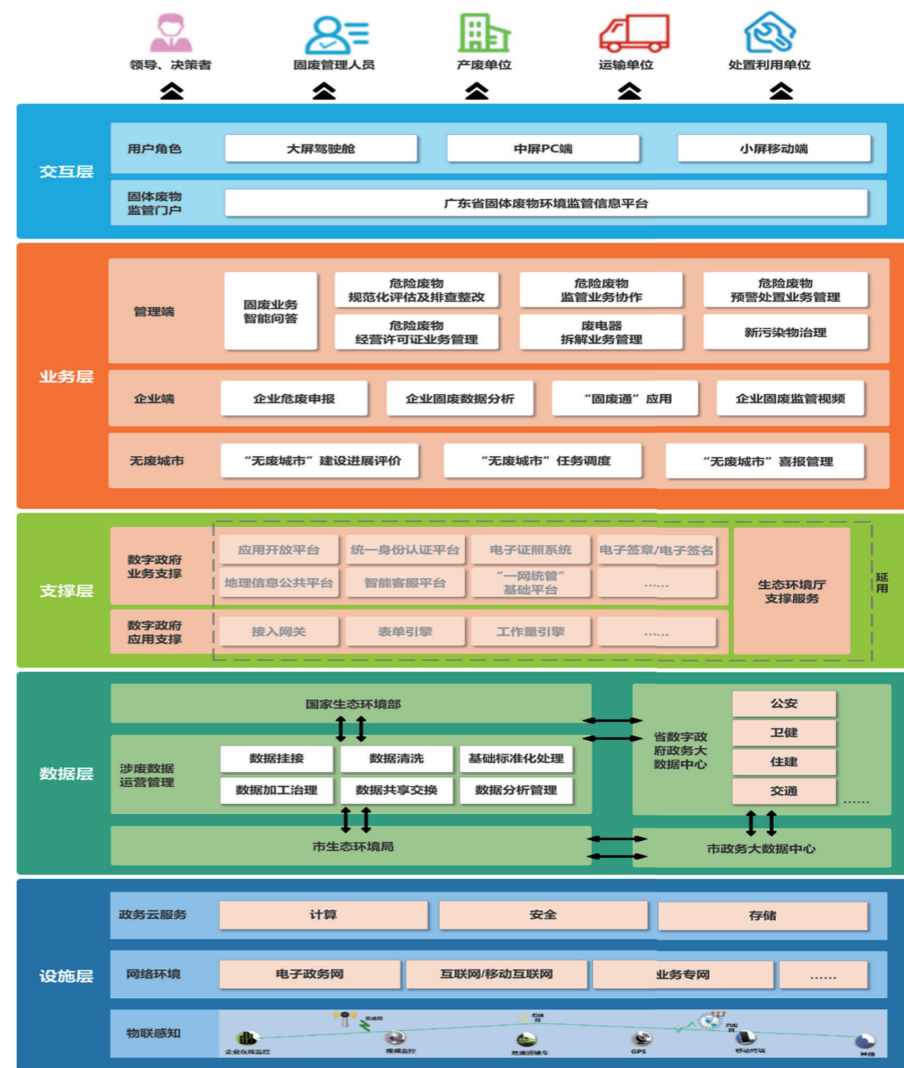 领导、决策者
固废管理人员
产废单位
运输单位
处置利用单位
交互层
用户角色
大屏驾驶舱
中屏PC端
小屏移动端
固体废物
监管门户
广东省固体废物环境监管信息平台
业务层
管理端
固废业务
智能问答
危险废物
规范化评估及排查整改
危险废物
监管业务协作
危险废物
预警处置业务管理
危险废物
经营许可证业务管理
废电器
拆解业务管理
新污染物治理
企业端
企业危废申报
企业固废数据分析
“固废通”应用
企业固废监管视频
无废城市
“无废城市”建设进展评价
“无废城市”任务调度
“无废城市”喜报管理
支撑层
数字政府
业务支撑
应用开放平台
统一身份认证平台
电子证照系统
电子签章/电子签名
地理信息公共平台
智能客服平台
“一网统管”
基础平台
……
数字政府
应用支撑
接入网关
表单引擎
工作量引擎
……
生态环境厅
支撑服务
延用
数据层
国家生态环境部
涉废数据
运营管理
数据挂接
数据清洗
基础标准化处理
数据加工治理
数据共享交换
数据分析管理
市生态环境局
省数字政
府政务大
数据中心
公安
卫健
住建
交通
……
市政务大数据中心
设施层
政务云服务
计算
安全
存储
网络环境
电子政务网
互联网/移动互联网
业务专网
……
物联感知
企业在线监控
视频监控
危废运输车
GPS
移动终端